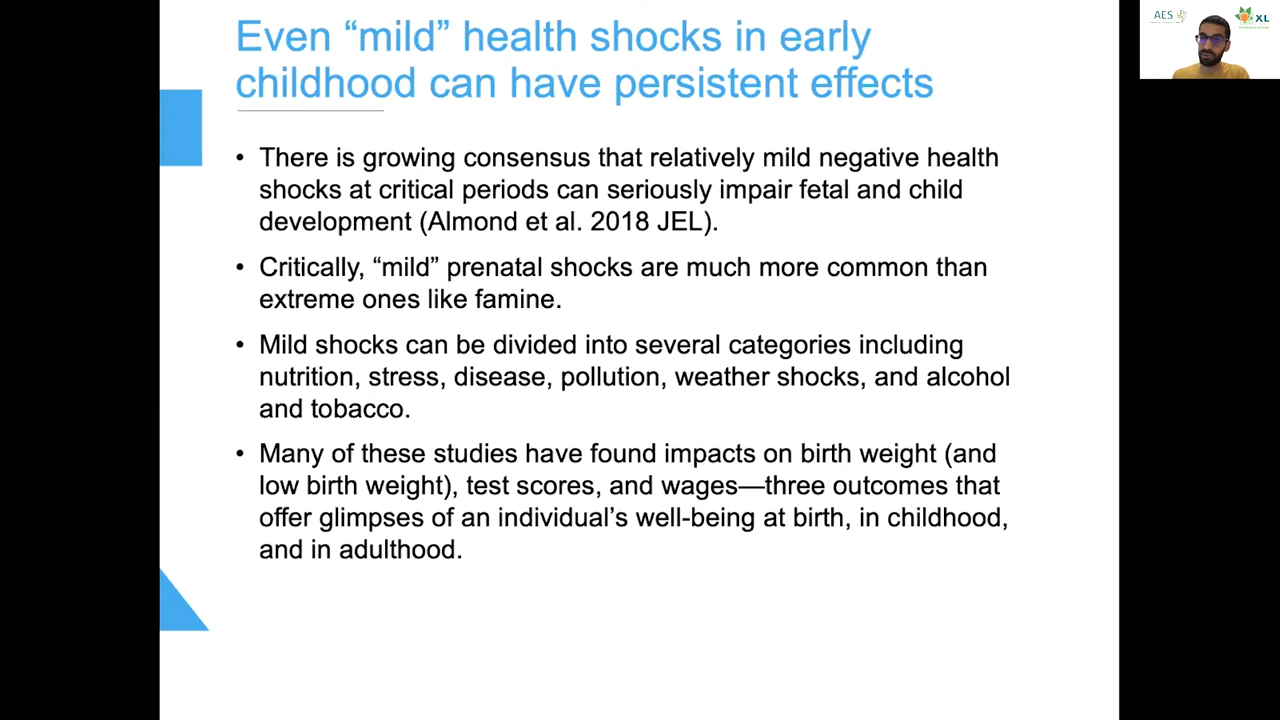 Even “mild” health shocks in early
childhood can have persistent effects
• There is growing consensus that relatively mild negative health
shocks at critical periods can seriously impair fetal and child
development (Almond et al. 2018 JEL).
• Critically, “mild” prenatal shocks are much more common than
extreme ones like famine.
• Mild shocks can be divided into several categories including
nutrition, stress, disease, pollution, weather shocks, and alcohol
and tobacco.
• Many of these studies have found impacts on birth weight (and
low birth weight), test scores, and wages—three outcomes that
offer glimpses of an individual’s well-being at birth, in childhood,
and in adulthood.
AES
XL